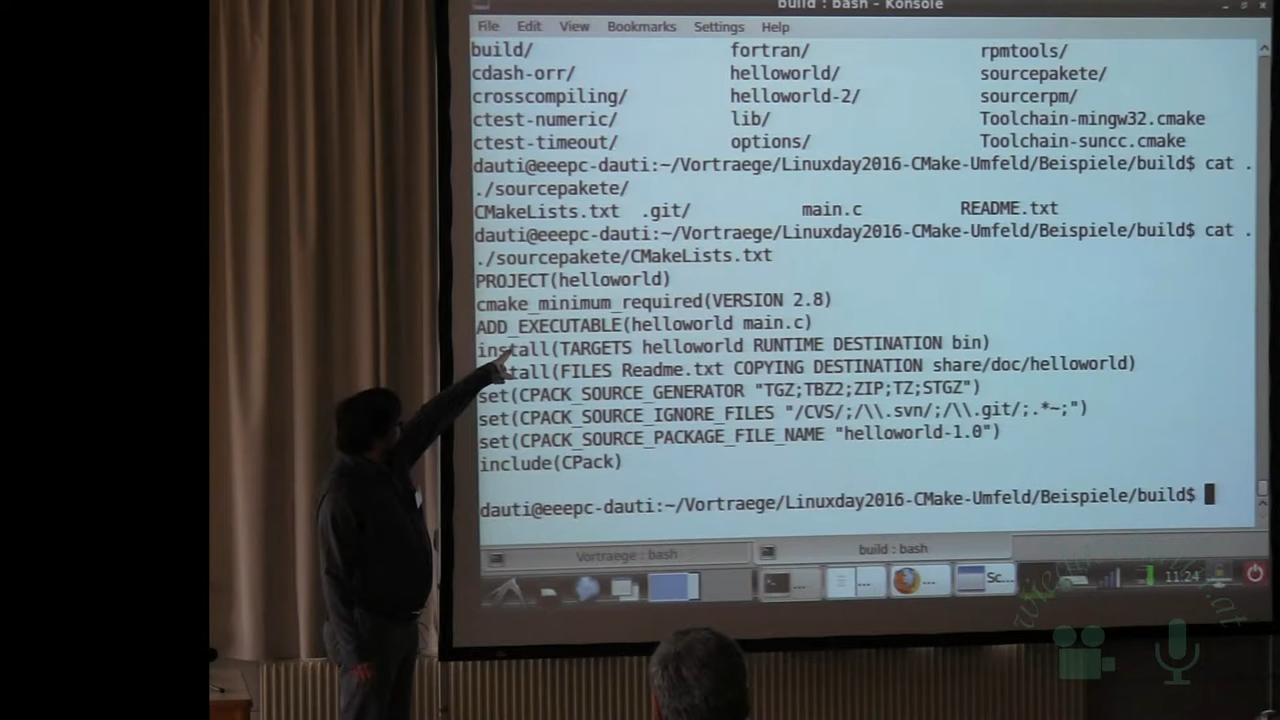 build : bash - Konsole
File Edit View Bookmarks Settings Help
build/ fortran/ rpmtools/
cdash-orr/ helloworld/ sourcepakete/
crosscompiling/ helloworld-2/ sourcerpm/
ctest-numeric/ lib/ Toolchain-mingw32.cmake
ctest-timeout/ options/ Toolchain-suncc.cmake
dauti@eeepc-dauti:~/Vortraege/Linuxday2016-CMake-Umfeld/Beispiele/build$ cat .
./sourcepakete/
CMakeLists.txt .git/ main.c README.txt
dauti@eeepc-dauti:~/Vortraege/Linuxday2016-CMake-Umfeld/Beispiele/build$ cat .
./sourcepakete/CMakeLists.txt
PROJECT(helloworld)
cmake_minimum_required(VERSION 2.8)
ADD_EXECUTABLE(helloworld main.c)
install(TARGETS helloworld RUNTIME DESTINATION bin)
tall(FILES Readme.txt COPYING DESTINATION share/doc/helloworld)
set(CPACK_SOURCE_GENERATOR "TGZ;TBZ2;ZIP;TZ;STGZ")
set(CPACK_SOURCE_IGNORE_FILES "/CVS/;/\\.svn/;/\\.git/;.*~;")
set(CPACK_SOURCE_PACKAGE_FILE_NAME "helloworld-1.0")
include(CPack)
dauti@eeepc-dauti:~/Vortraege/Linuxday2016-CMake-Umfeld/Beispiele/build$
Vortraege : bash build : bash
... ... ... Sc... 11:24